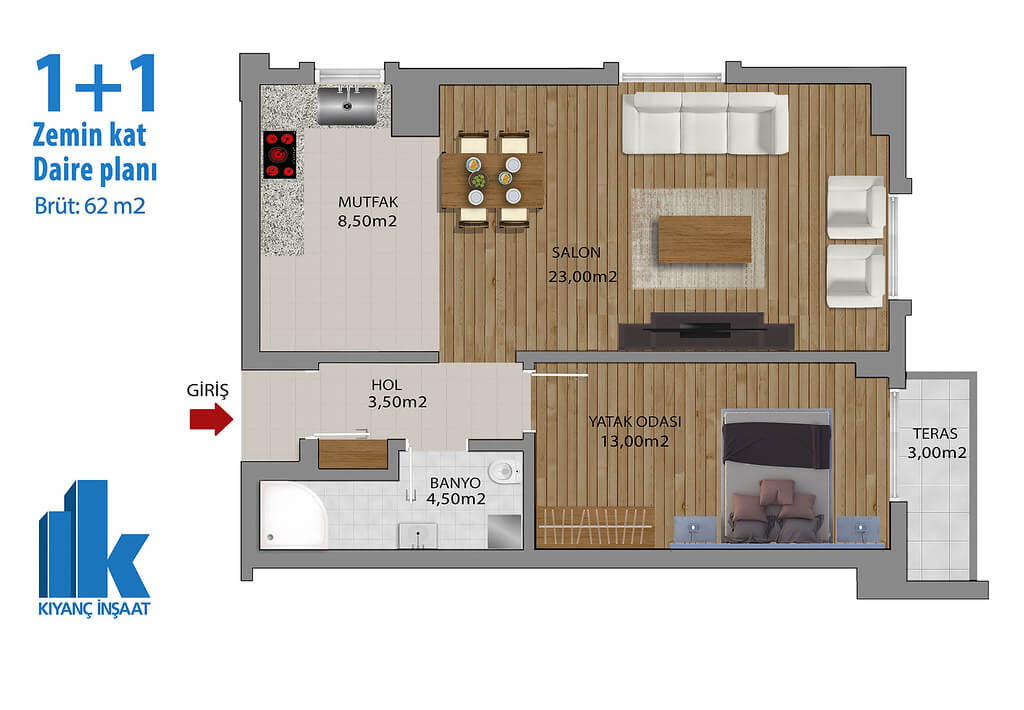 1+1
Zemin kat
Daire planı
Brüt: 62 m2
MUTFAK
8,50m2
SALON
23,00m2
GİRİŞ
HOL
3,50m2
YATAK ODASI
13,00m2
TERAS
3,00m2
BANYO
4,50m2
k
KIYANÇ İNŞAAT